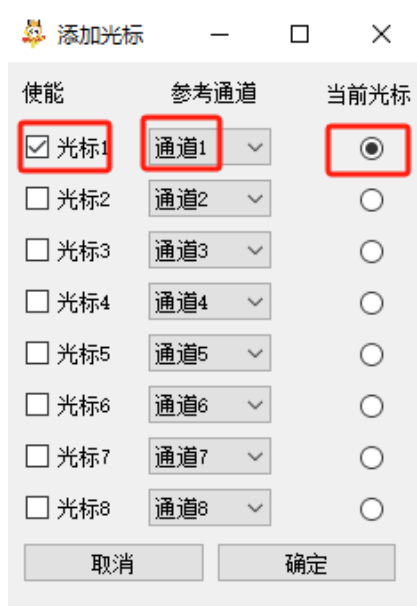 添加光标
使能 参考通道 当前光标
光标1 通道1
光标2 通道2
光标3 通道3
光标4 通道4
光标5 通道5
光标6 通道6
光标7 通道7
光标8 通道8
取消 确定